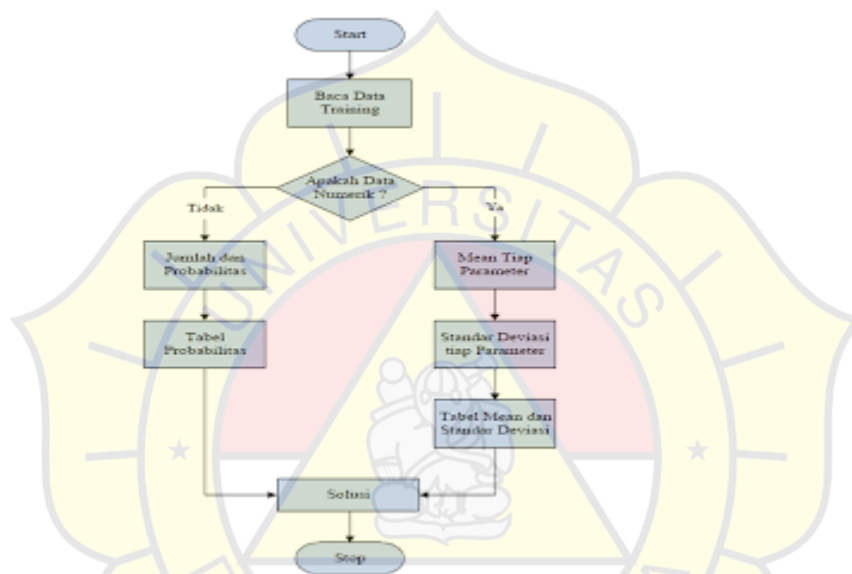 Start
Baca Data
Training
Apakah Data
Numerik ?
Tidak
Ya
UNIVERSITAS
Jumlah dan
Probabilitas
Mean Tiap
Parameter
Tabel
Probabilitas
Standar Deviasi
tiap Parameter
Tabel Mean dan
Standar Deviasi
Solusi
Stop